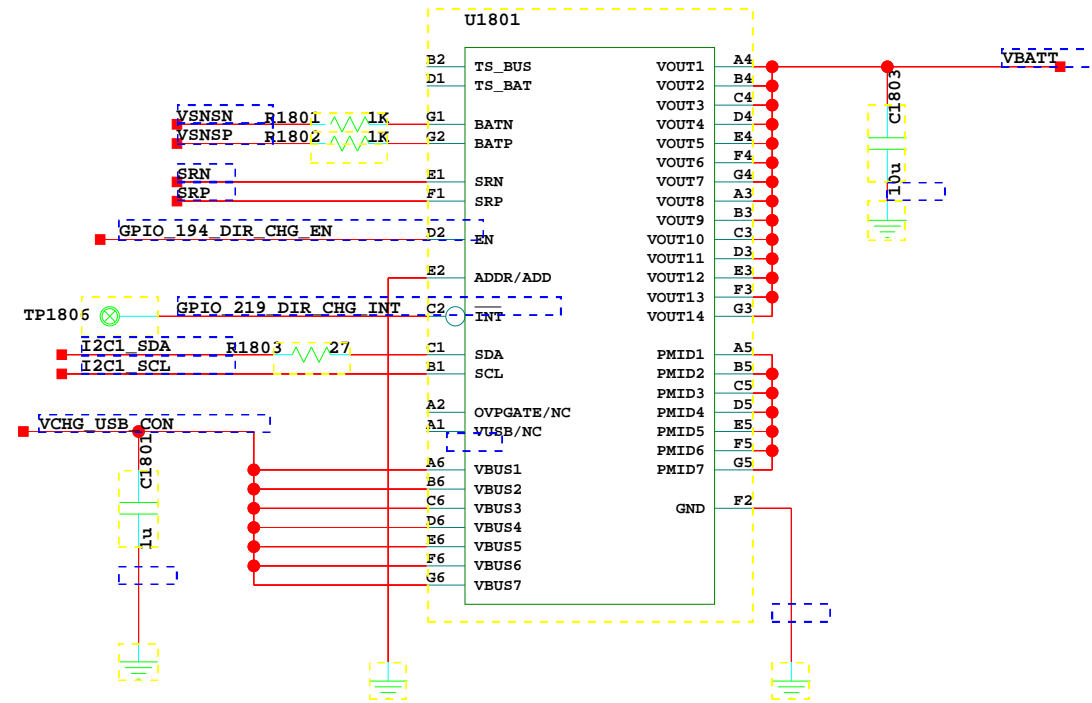 U1801
B2 TS_BUS VOUT1 A4 VBATT
D1 TS_BAT VOUT2 B4
VOUT3 C4
C1803
10u
VSNSN R1801 1K G1 BATN VOUT4 D4
VSNSP R1802 1K G2 BATP VOUT5 E4
VOUT6 F4
SRN E1 SRN VOUT7 G4
SRP F1 SRP VOUT8 A3
VOUT9 B3
GPIO_194_DIR_CHG_EN D2 EN VOUT10 C3
VOUT11 D3
E2 ADDR/ADD VOUT12 E3
VOUT13 F3
TP1806 GPIO_219_DIR_CHG_INT C2 INT VOUT14 G3
I2C1_SDA R1803 27 C1 SDA PMID1 A5
I2C1_SCL B1 SCL PMID2 B5
PMID3 C5
A2 OVPGATE/NC PMID4 D5
VCHG_USB_CON A1 VUSB/NC PMID5 E5
PMID6 F5
C1801
1u
A6 VBUS1 PMID7 G5
B6 VBUS2
C6 VBUS3 GND F2
D6 VBUS4
E6 VBUS5
F6 VBUS6
G6 VBUS7